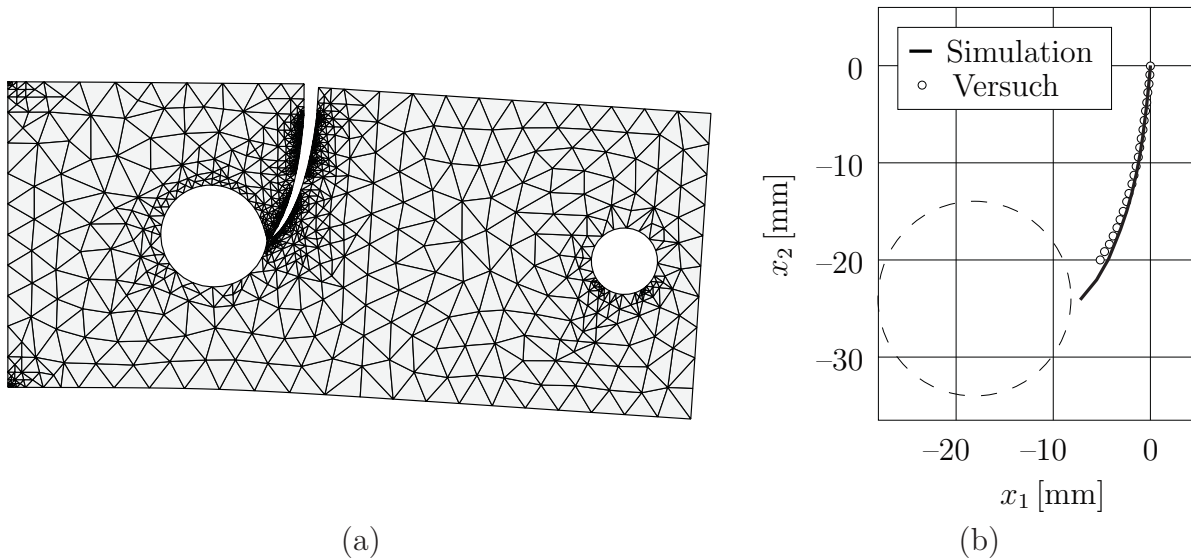 Simulation
Versuch
0
–10
–20
–30
x₂ [mm]
–20
–10
0
x₁ [mm]
(a)
(b)